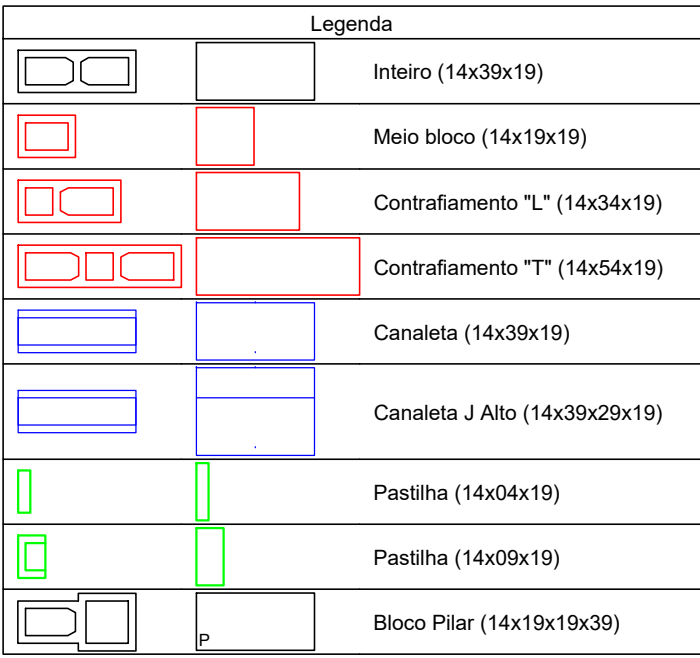 Legenda
Inteiro (14x39x19)
Meio bloco (14x19x19)
Contrafiamento "L" (14x34x19)
Contrafiamento "T" (14x54x19)
Canaleta (14x39x19)
Canaleta J Alto (14x39x29x19)
Pastilha (14x04x19)
Pastilha (14x09x19)
P
Bloco Pilar (14x19x19x39)